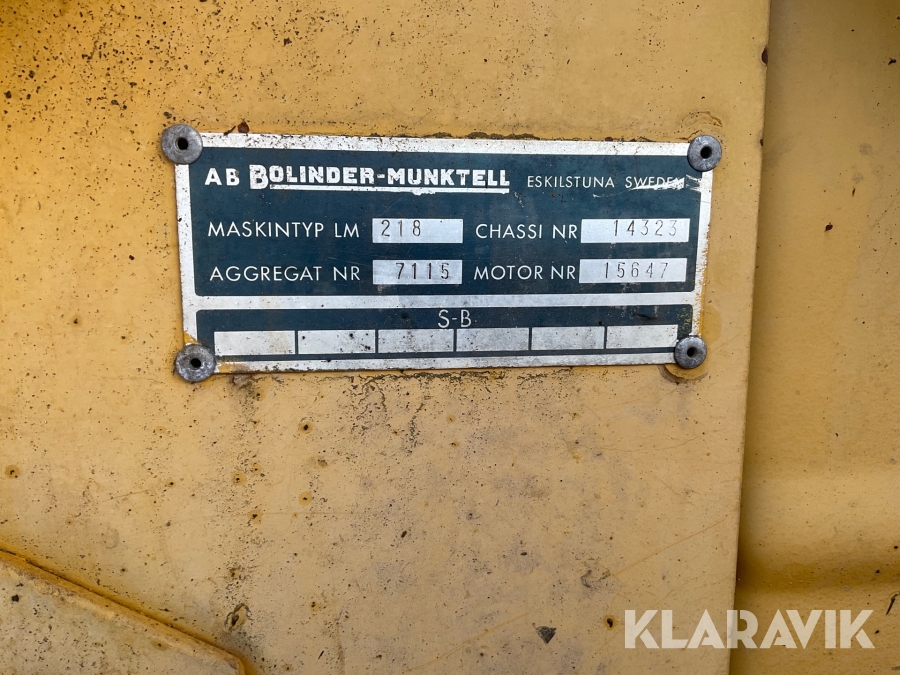 AB BOLINDER-MUNKTELL ESKILSTUNA SWEDEN
MASKINTYP LM 218 CHASSI NR 14323
AGGREGAT NR 7115 MOTOR NR 15647
S-B
KLARAVIK